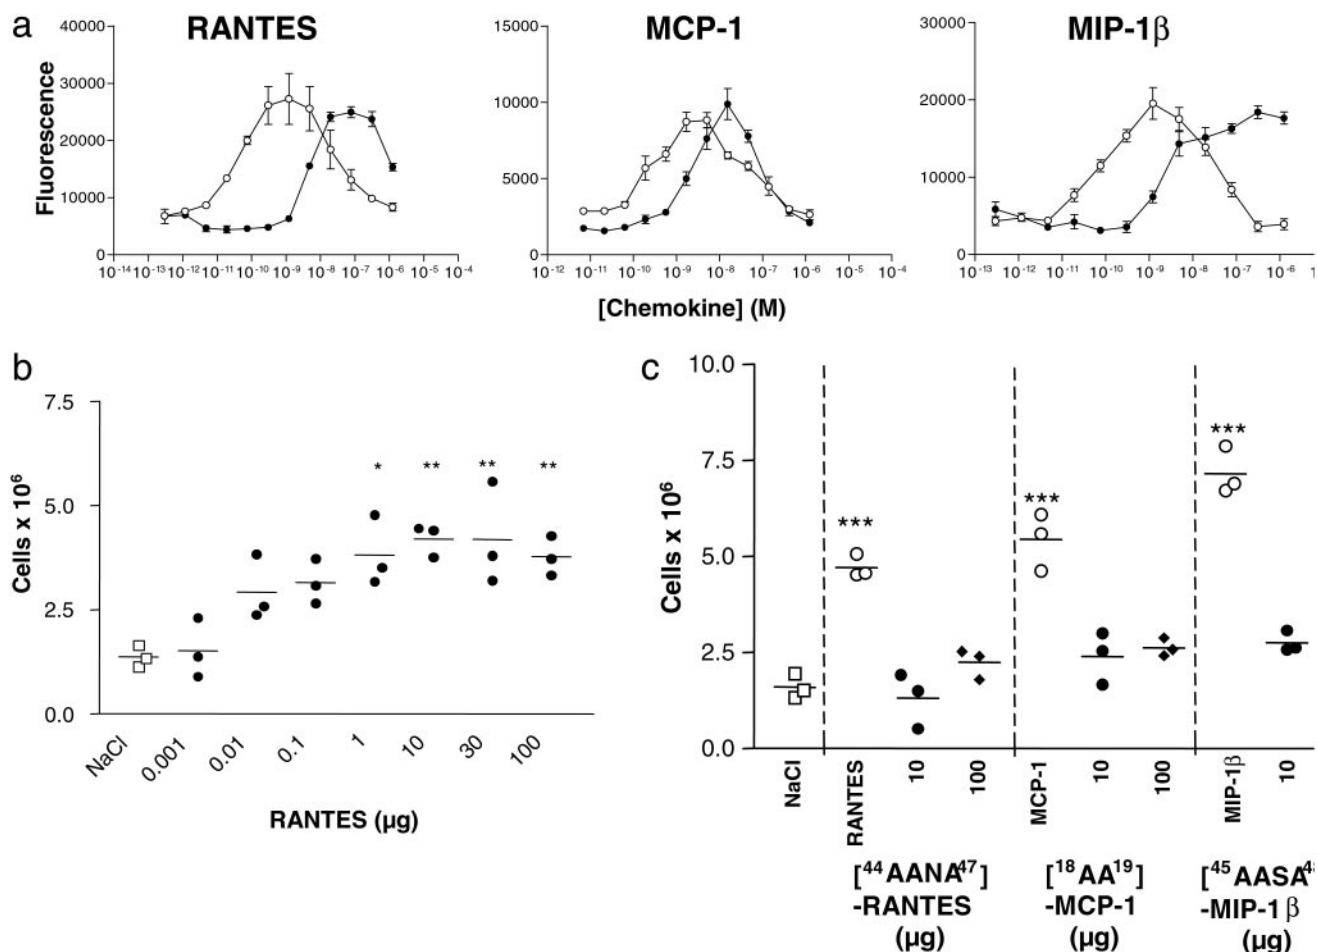 a
RANTES
MCP-1
MIP-1β
Fluorescence
40000
30000
20000
10000
0
10-14 10-13 10-12 10-11 10-10 10-9 10-8 10-7 10-6 10-5 10-4
15000
10000
5000
0
10-12 10-11 10-10 10-9 10-8 10-7 10-6 10-5 10-4
30000
20000
10000
0
10-13 10-12 10-11 10-10 10-9 10-8 10-7 10-6 1
[Chemokine] (M)
b
Cells x 10⁶
7.5
5.0
2.5
0.0
* ** ** **
NaCl 0.001 0.01 0.1 1 10 30 100
RANTES (µg)
c
Cells x 10⁶
10.0
7.5
5.0
2.5
0.0
*** *** ***
NaCl RANTES 10 100 MCP-1 10 100 MIP-1β 10
[⁴⁴AANA⁴⁷] [¹⁸AA¹⁹] [⁴⁵AASA⁴
-RANTES -MCP-1 -MIP-1β
(µg) (µg) (µg)